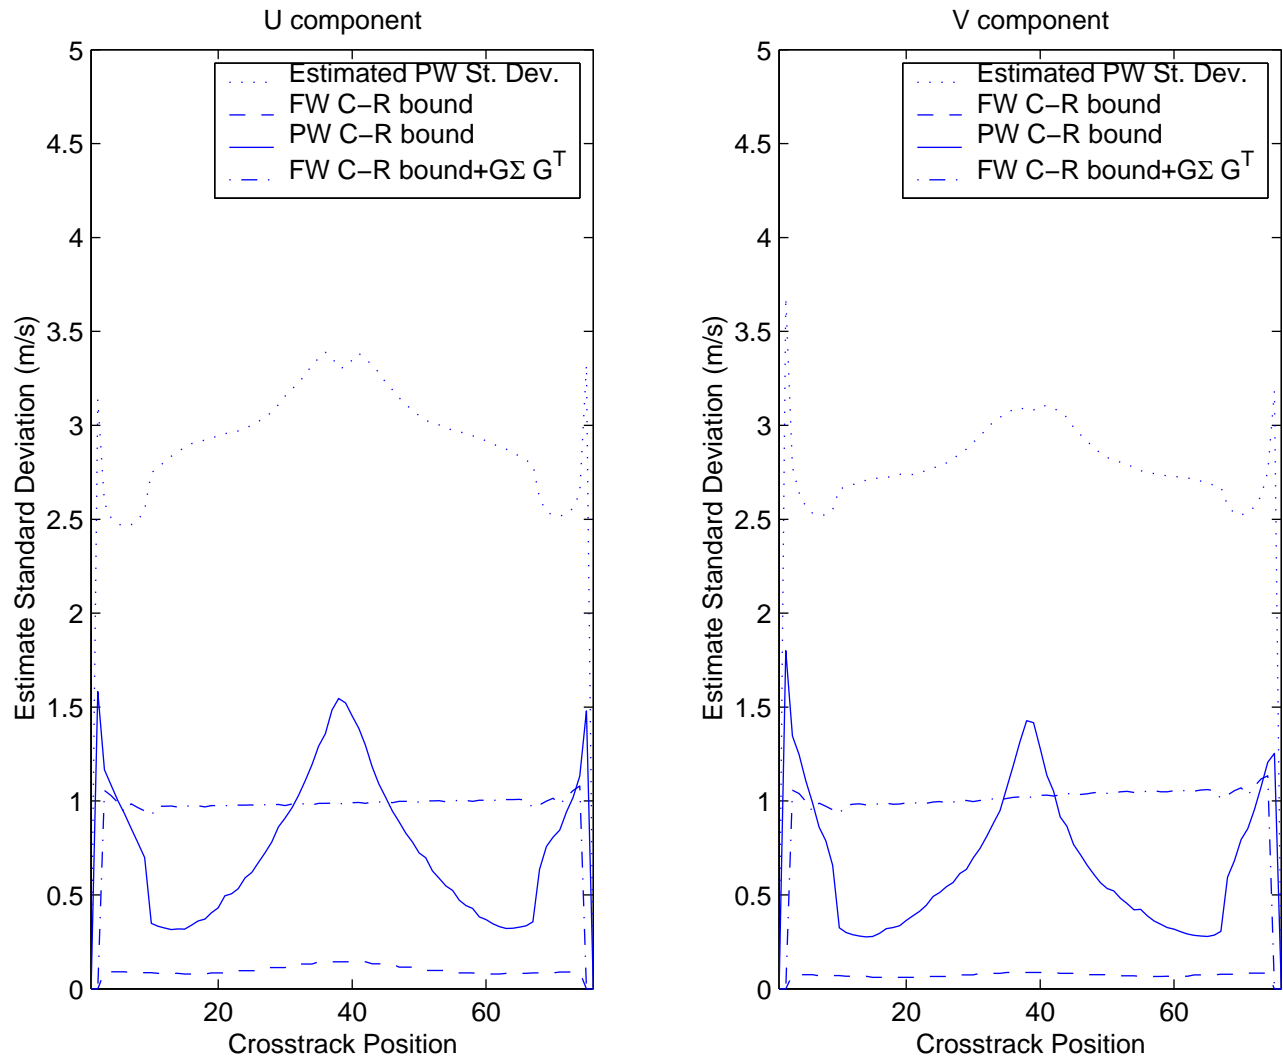 U component
5
4.5
4
3.5
3
2.5
2
1.5
1
0.5
0
Estimate Standard Deviation (m/s)
Estimated PW St. Dev.
FW C−R bound
PW C−R bound
FW C−R bound+GΣ G^T
20
40
60
Crosstrack Position
V component
5
4.5
4
3.5
3
2.5
2
1.5
1
0.5
0
Estimate Standard Deviation (m/s)
Estimated PW St. Dev.
FW C−R bound
PW C−R bound
FW C−R bound+GΣ G^T
20
40
60
Crosstrack Position